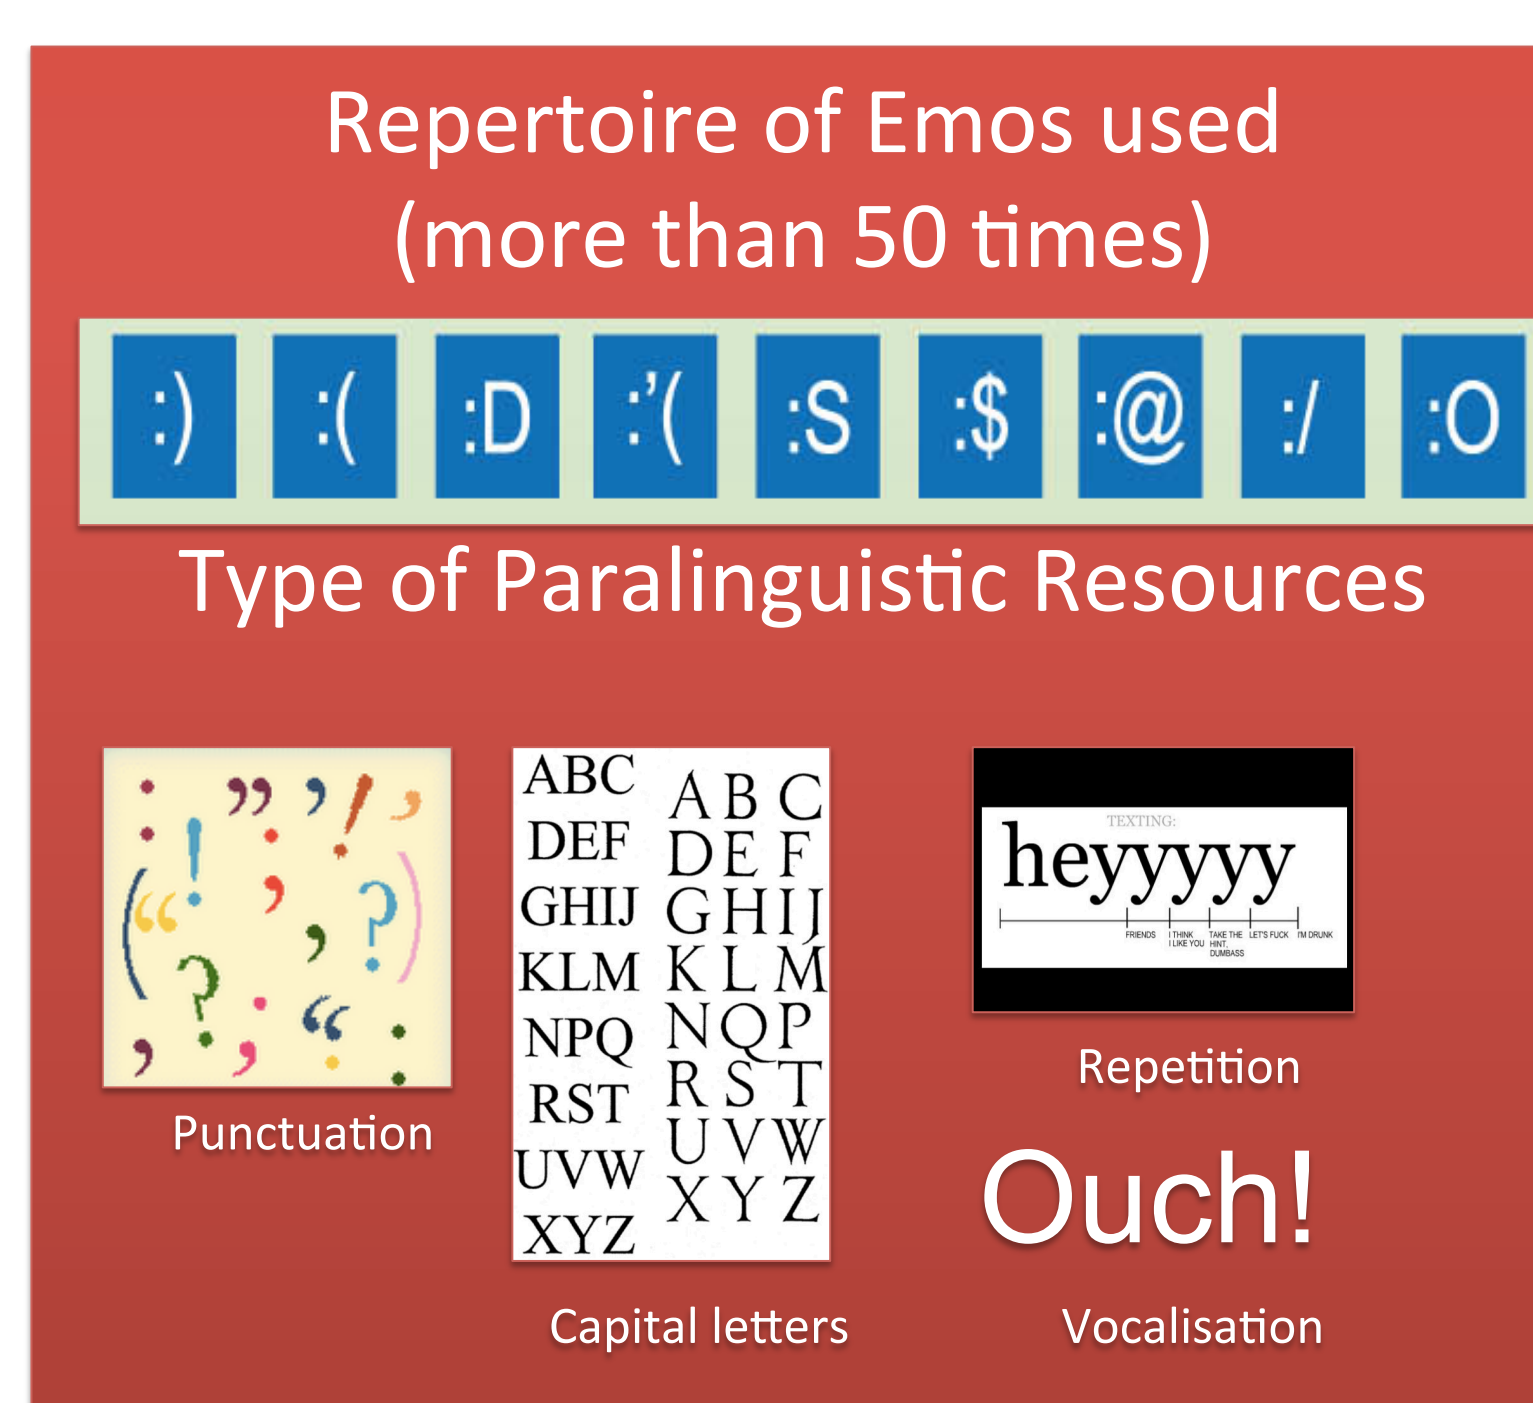 Repertoire of Emos used
(more than 50 times)
:) :( :D :’( :S :$ :@ :/ :O
Type of Paralinguistic Resources
: ” , ! ,
! . ( “ , ? )
, ? . “ :
, , .
Punctuation
ABC
DEF
GHIJ
KLM
NPQ
RST
UVW
XYZ
A B C
D E F
G H I J
K L M
N Q P
R S T
U V W
X Y Z
Capital letters
TEXTING:
heyyyyy
FRIENDS
I THINK
I LIKE YOU
TAKE THE
HINT,
DUMBASS
LET'S FUCK
I'M DRUNK
Repetition
Ouch!
Vocalisation